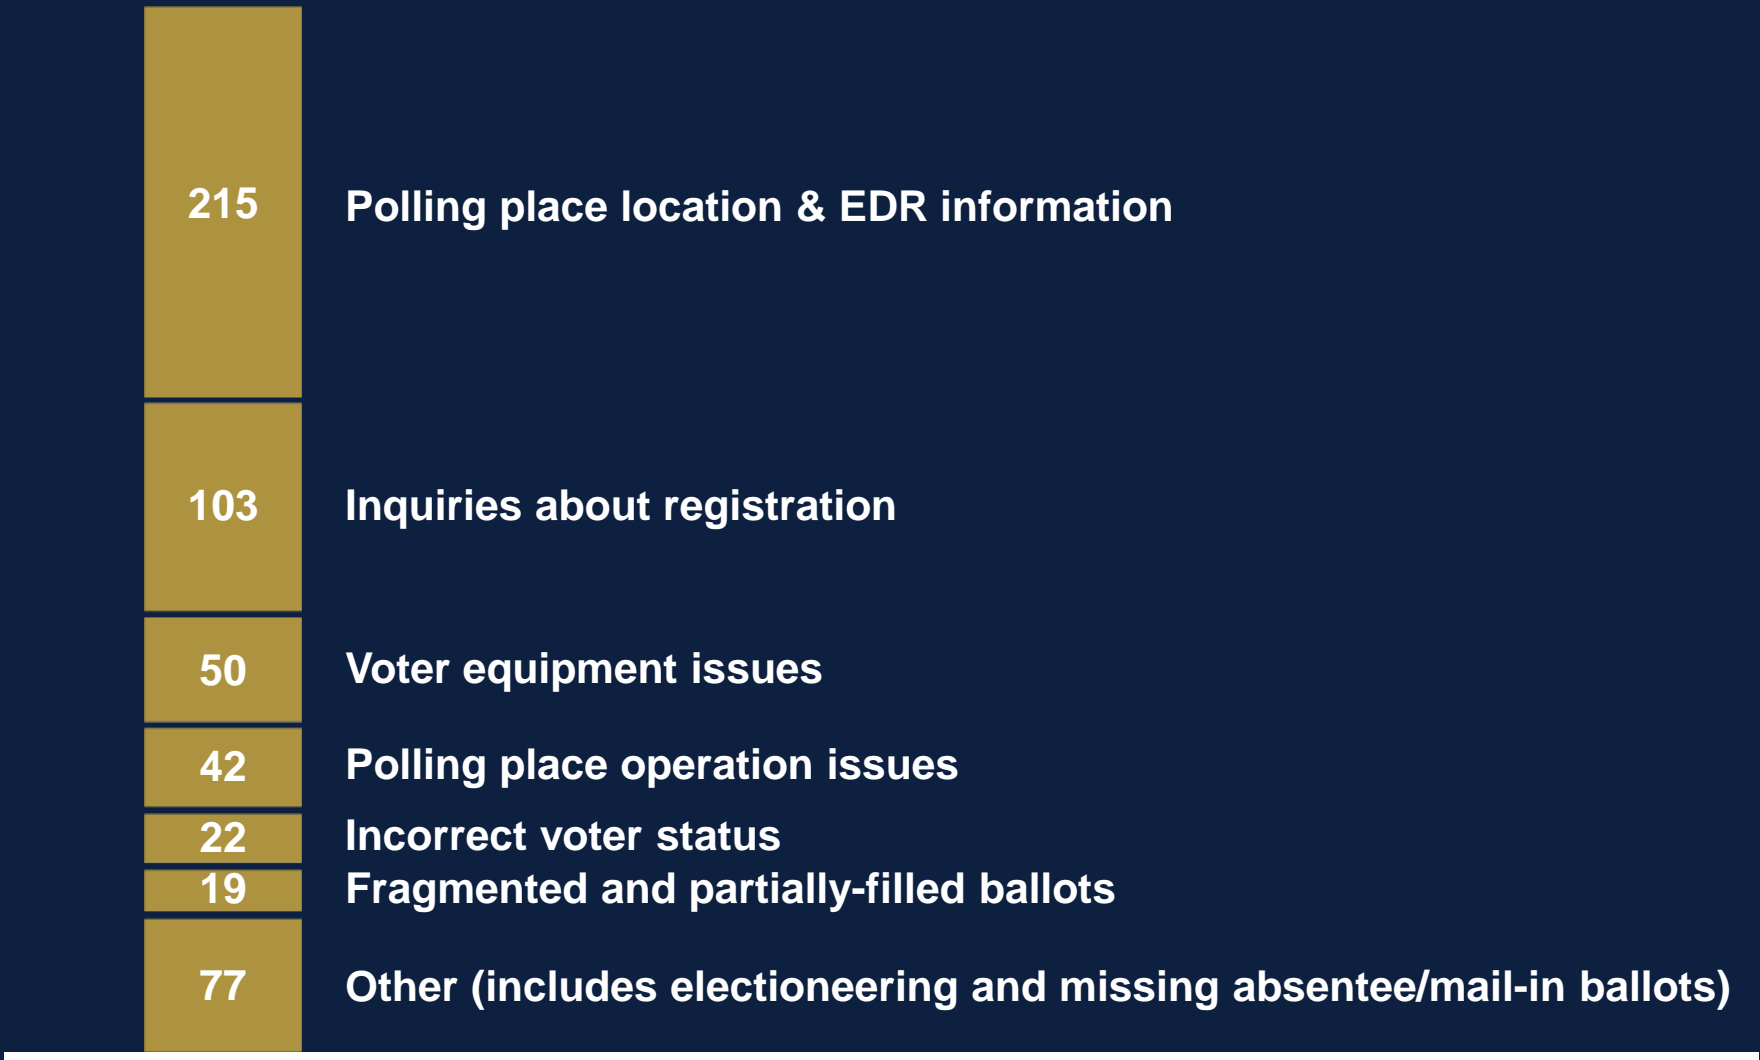 215 Polling place location & EDR information
103 Inquiries about registration
50 Voter equipment issues
42 Polling place operation issues
22 Incorrect voter status
19 Fragmented and partially-filled ballots
77 Other (includes electioneering and missing absentee/mail-in ballots)